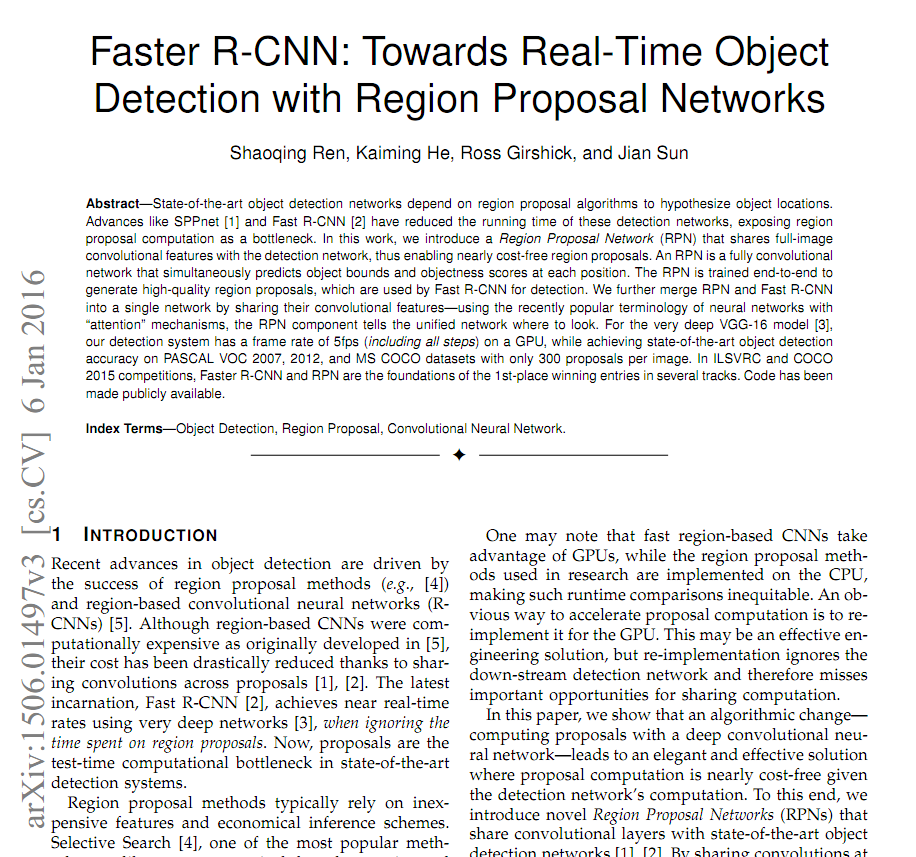 Faster R-CNN: Towards Real-Time Object
Detection with Region Proposal Networks
Shaoqing Ren, Kaiming He, Ross Girshick, and Jian Sun
Abstract—State-of-the-art object detection networks depend on region proposal algorithms to hypothesize object locations.
Advances like SPPnet [1] and Fast R-CNN [2] have reduced the running time of these detection networks, exposing region
proposal computation as a bottleneck. In this work, we introduce a Region Proposal Network (RPN) that shares full-image
convolutional features with the detection network, thus enabling nearly cost-free region proposals. An RPN is a fully convolutional
network that simultaneously predicts object bounds and objectness scores at each position. The RPN is trained end-to-end to
generate high-quality region proposals, which are used by Fast R-CNN for detection. We further merge RPN and Fast R-CNN
into a single network by sharing their convolutional features—using the recently popular terminology of neural networks with
“attention” mechanisms, the RPN component tells the unified network where to look. For the very deep VGG-16 model [3],
our detection system has a frame rate of 5fps (including all steps) on a GPU, while achieving state-of-the-art object detection
accuracy on PASCAL VOC 2007, 2012, and MS COCO datasets with only 300 proposals per image. In ILSVRC and COCO
2015 competitions, Faster R-CNN and RPN are the foundations of the 1st-place winning entries in several tracks. Code has been
made publicly available.
Index Terms—Object Detection, Region Proposal, Convolutional Neural Network.
arXiv:1506.01497v3 [cs.CV] 6 Jan 2016
1 INTRODUCTION
Recent advances in object detection are driven by
the success of region proposal methods (e.g., [4])
and region-based convolutional neural networks (R-
CNNs) [5]. Although region-based CNNs were com-
putationally expensive as originally developed in [5],
their cost has been drastically reduced thanks to shar-
ing convolutions across proposals [1], [2]. The latest
incarnation, Fast R-CNN [2], achieves near real-time
rates using very deep networks [3], when ignoring the
time spent on region proposals. Now, proposals are the
test-time computational bottleneck in state-of-the-art
detection systems.
Region proposal methods typically rely on inex-
pensive features and economical inference schemes.
Selective Search [4], one of the most popular meth-
One may note that fast region-based CNNs take
advantage of GPUs, while the region proposal meth-
ods used in research are implemented on the CPU,
making such runtime comparisons inequitable. An ob-
vious way to accelerate proposal computation is to re-
implement it for the GPU. This may be an effective en-
gineering solution, but re-implementation ignores the
down-stream detection network and therefore misses
important opportunities for sharing computation.
In this paper, we show that an algorithmic change—
computing proposals with a deep convolutional neu-
ral network—leads to an elegant and effective solution
where proposal computation is nearly cost-free given
the detection network’s computation. To this end, we
introduce novel Region Proposal Networks (RPNs) that
share convolutional layers with state-of-the-art object
detection networks [1], [2]. By sharing convolutions at